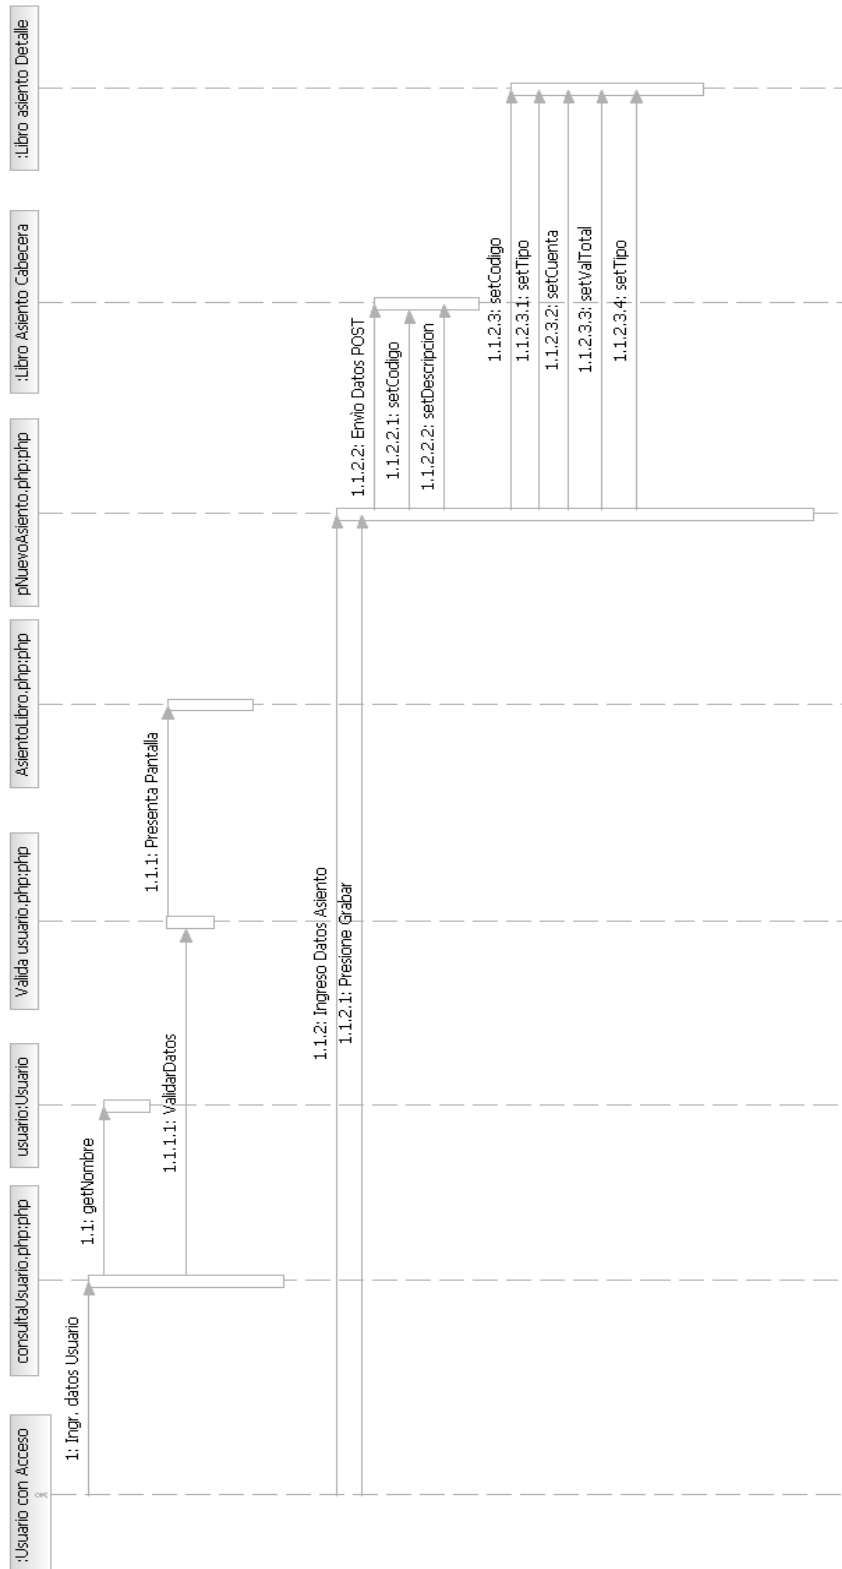 :Usuario con Acceso
consultaUsuario.php:php
usuario:Usuario
Valida usuario.php:php
AsientoLibro.php:php
pNuevoAsiento.php:php
:Libro Asiento Cabecera
:Libro asiento Detalle
1: Ingr. datos Usuario
1.1: getNombre
1.1.1: Presenta Pantalla
1.1.1.1: ValidarDatos
1.1.2: Ingreso Datos Asiento
1.1.2.1: Presione Grabar
1.1.2.2: Envìo Datos POST
1.1.2.2.1: setCodigo
1.1.2.2.2: setDescripcion
1.1.2.3: setCodigo
1.1.2.3.1: setTipo
1.1.2.3.2: setCuenta
1.1.2.3.3: setValTotal
1.1.2.3.4: setTipo